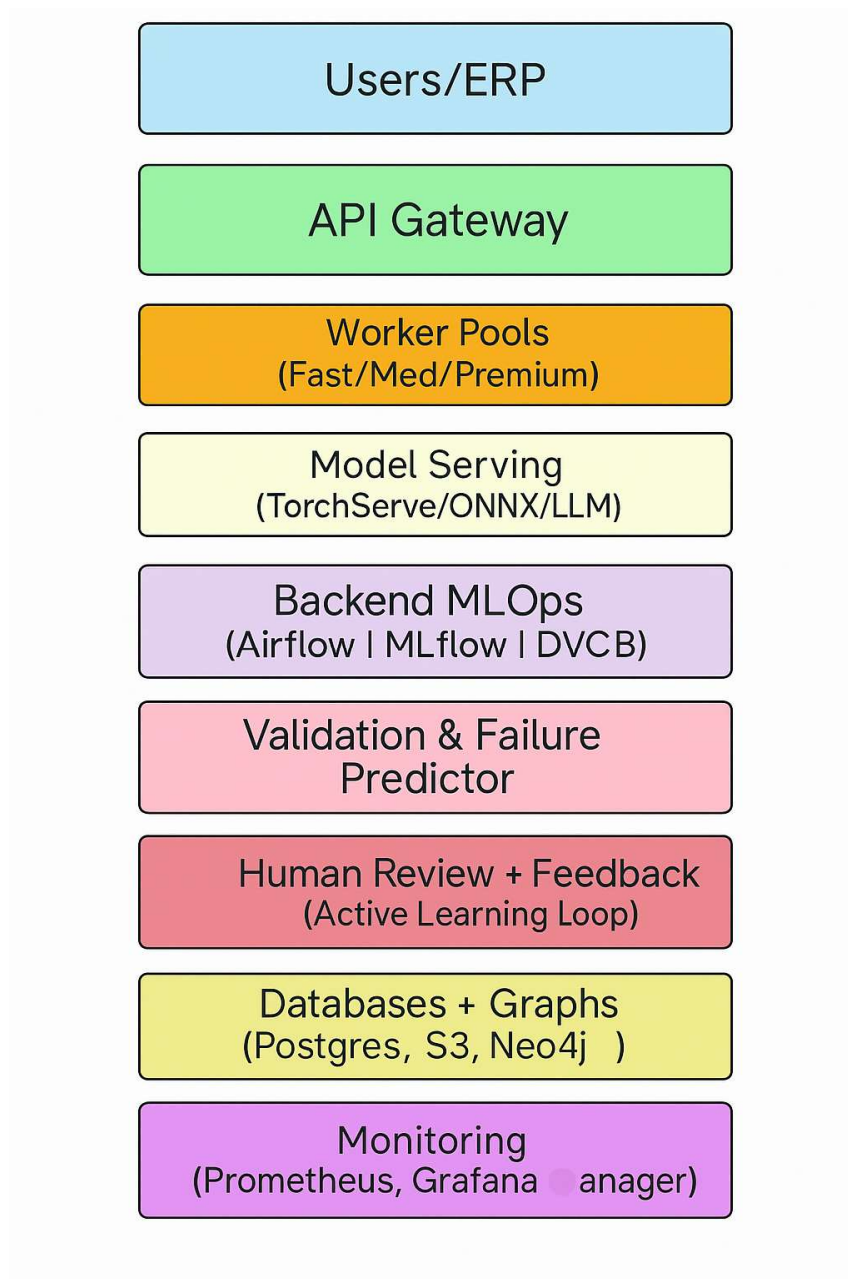 Users/ERP
API Gateway
Worker Pools
(Fast/Med/Premium)
Model Serving
(TorchServe/ONNX/LLM)
Backend MLOps
(Airflow | MLflow | DVCB)
Validation & Failure
Predictor
Human Review + Feedback
(Active Learning Loop)
Databases + Graphs
(Postgres, S3, Neo4j )
Monitoring
(Prometheus, Grafana anager)